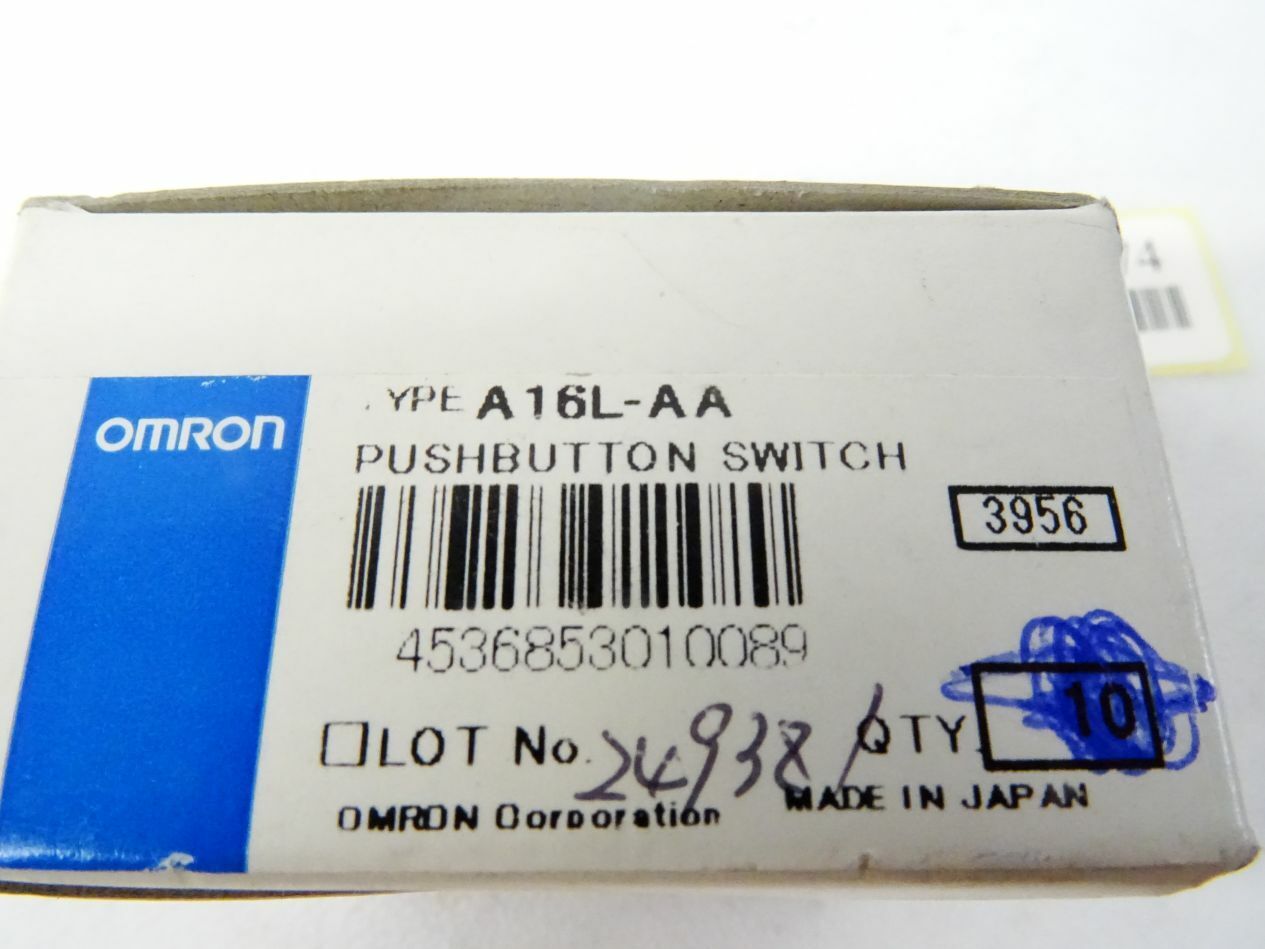 OMRON
TYPE A16L-AA
PUSHBUTTON SWITCH
3956
4536853010089
LOT No. 24938/
QTY. 10
OMRON Corporation
MADE IN JAPAN